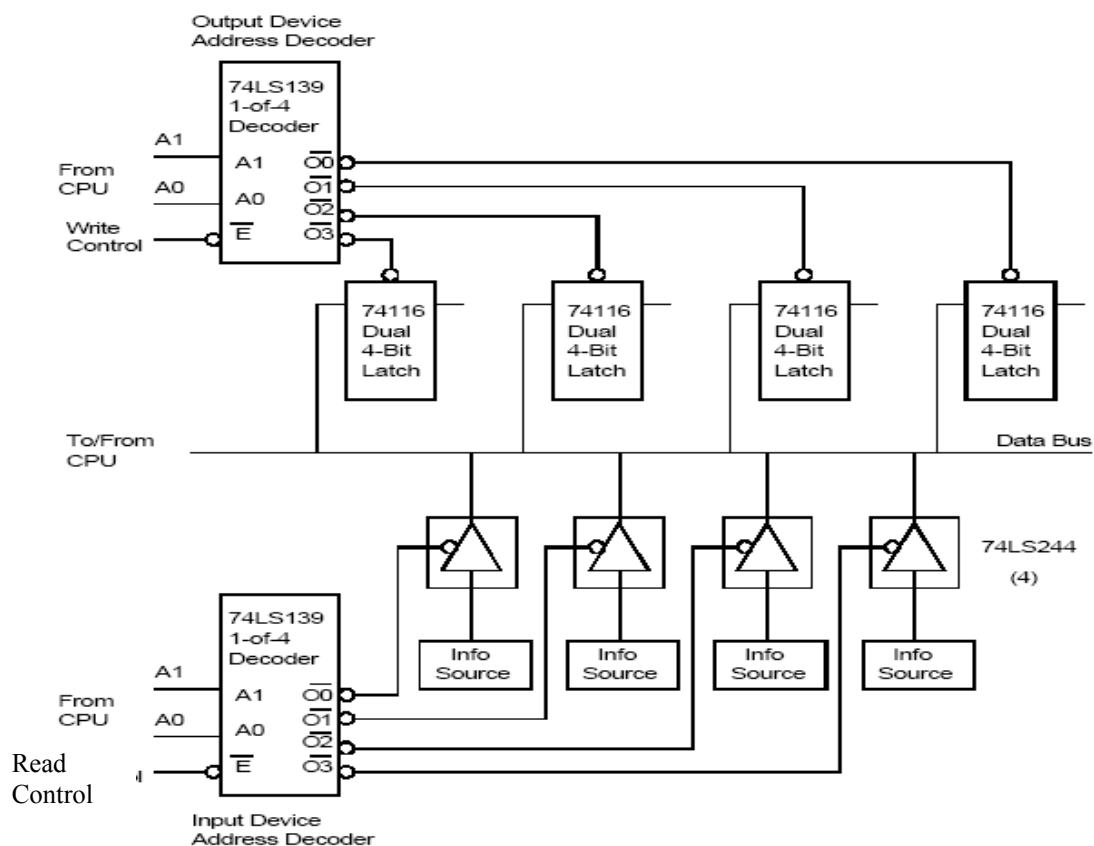 Output Device
Address Decoder
74LS139
1-of-4
Decoder
A1
From
CPU
A0
Write
Control
A1
A0
E
O0
O1
O2
O3
74116
Dual
4-Bit
Latch
74116
Dual
4-Bit
Latch
74116
Dual
4-Bit
Latch
74116
Dual
4-Bit
Latch
To/From
CPU
Data Bus
74LS244
(4)
Info
Source
Info
Source
Info
Source
Info
Source
74LS139
1-of-4
Decoder
A1
From
CPU
A0
Read
Control
A1
A0
E
O0
O1
O2
O3
Input Device
Address Decoder